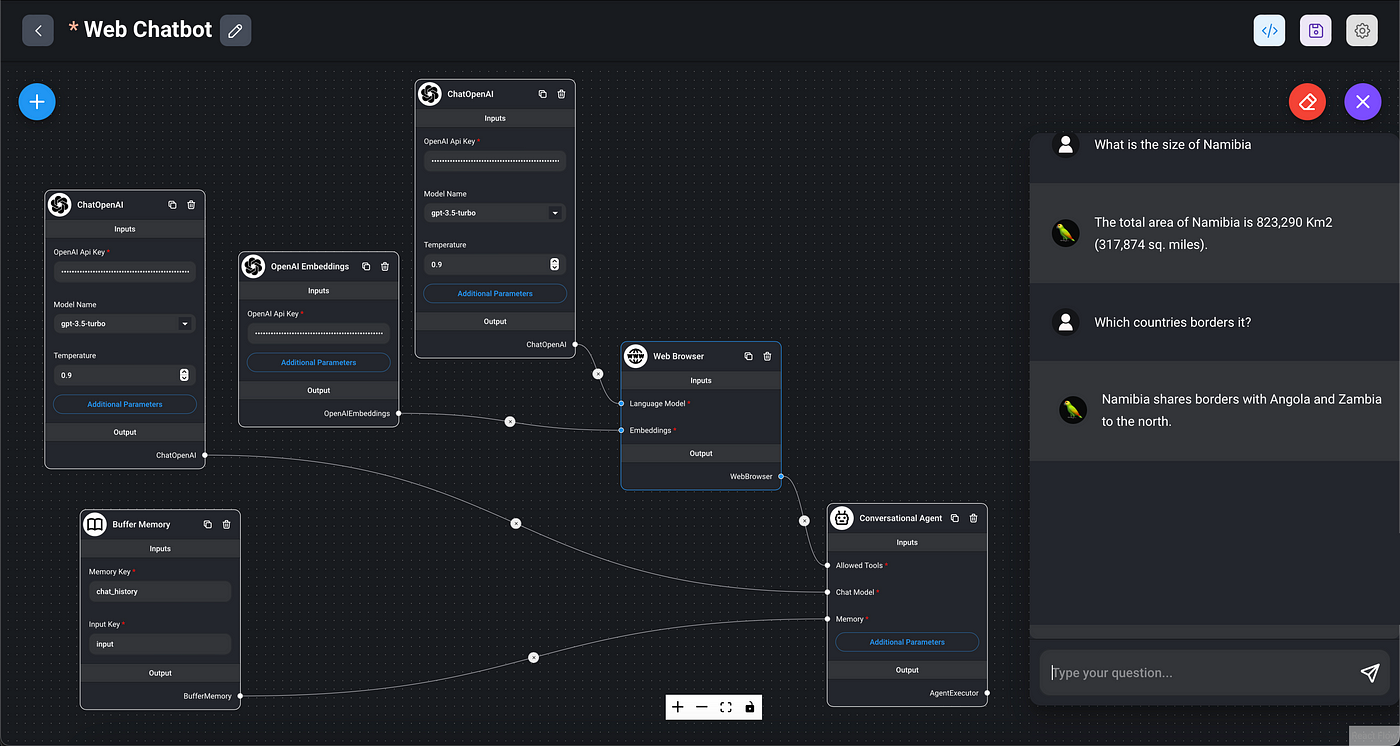 * Web Chatbot
ChatOpenAI
Inputs
OpenAI Api Key *
Model Name
gpt-3.5-turbo
Temperature
0.9
Additional Parameters
Output
ChatOpenAI
ChatOpenAI
Inputs
OpenAI Api Key *
Model Name
gpt-3.5-turbo
Temperature
0.9
Additional Parameters
Output
ChatOpenAI
OpenAI Embeddings
Inputs
OpenAI Api Key *
Additional Parameters
Output
OpenAIEmbeddings
Web Browser
Inputs
Language Model *
Embeddings *
Output
WebBrowser
Buffer Memory
Inputs
Memory Key *
chat_history
Input Key *
input
Output
BufferMemory
Conversational Agent
Inputs
Allowed Tools *
Chat Model *
Memory *
Additional Parameters
Output
AgentExecutor
What is the size of Namibia
The total area of Namibia is 823,290 Km2
(317,874 sq. miles).
Which countries borders it?
Namibia shares borders with Angola and Zambia
to the north.
Type your question...